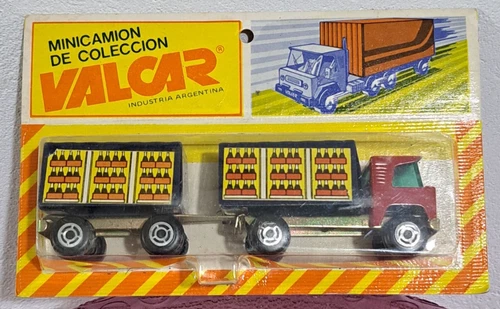 MINICAMION
DE COLECCION
VALCAR®
INDUSTRIA ARGENTINA